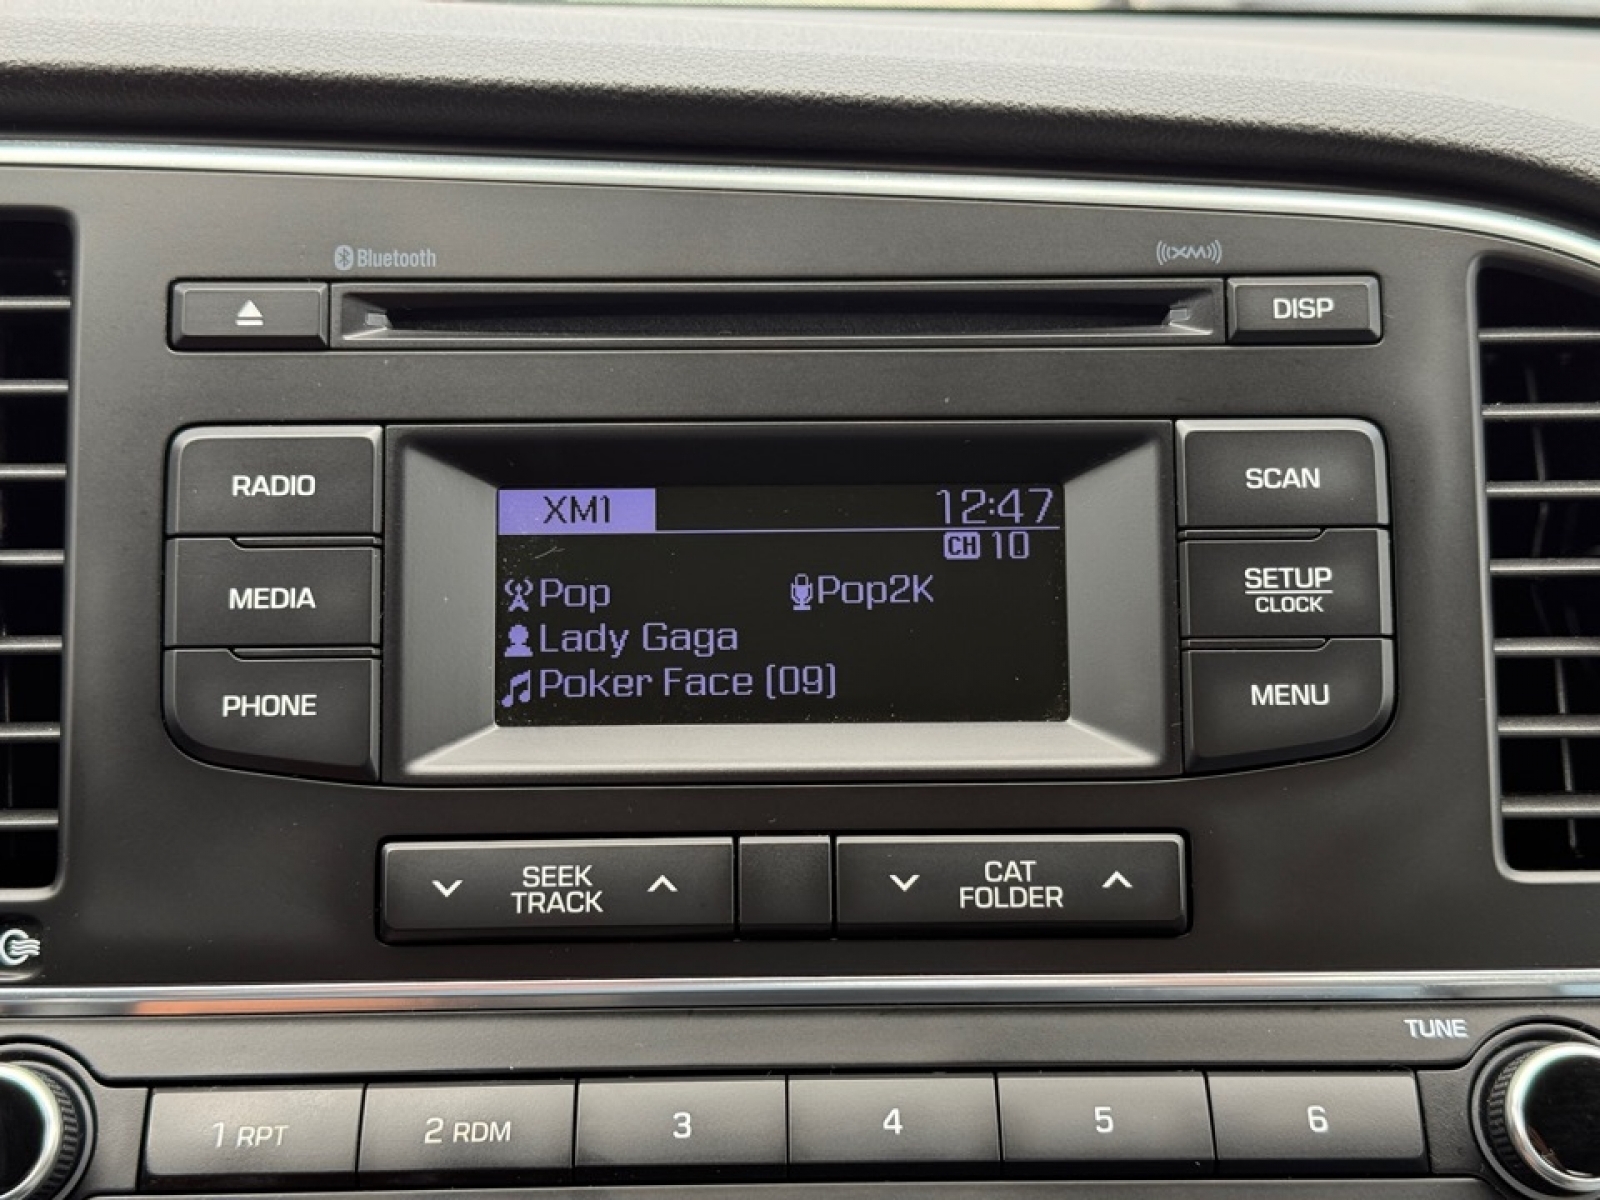 Bluetooth
((XM))
DISP
RADIO
SCAN
XM1 12:47
CH 10
Pop Pop2K
Lady Gaga
Poker Face (09)
MEDIA
SETUP
CLOCK
PHONE
MENU
SEEK
TRACK
CAT
FOLDER
TUNE
1 RPT 2 RDM 3 4 5 6